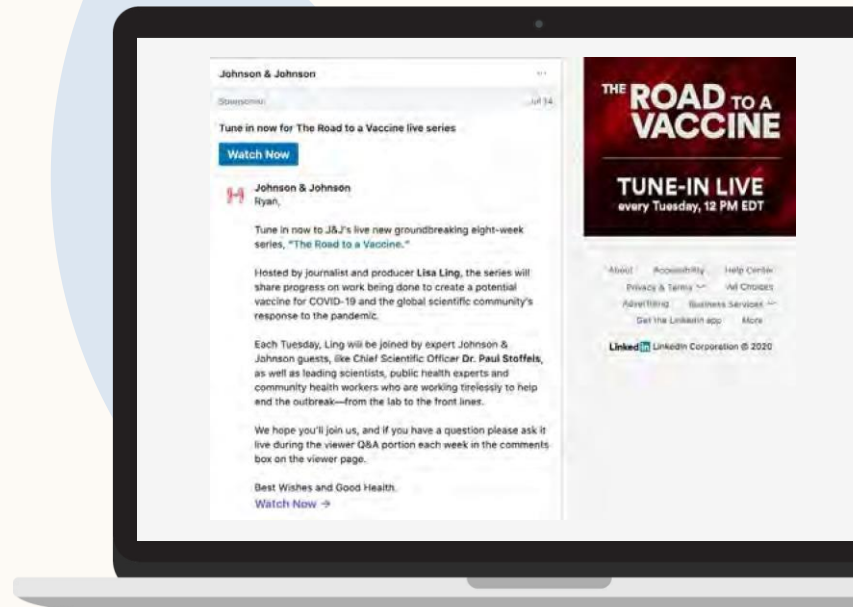 Johnson & Johnson
Sponsored
Jul 14
Tune in now for The Road to a Vaccine live series
Watch Now
Johnson & Johnson
Ryan,
Tune in now to J&J's live new groundbreaking eight-week
series, "The Road to a Vaccine."
Hosted by journalist and producer Lisa Ling, the series will
share progress on work being done to create a potential
vaccine for COVID-19 and the global scientific community's
response to the pandemic.
Each Tuesday, Ling will be joined by expert Johnson &
Johnson guests, like Chief Scientific Officer Dr. Paul Stoffels,
as well as leading scientists, public health experts and
community health workers who are working tirelessly to help
end the outbreak—from the lab to the front lines.
We hope you'll join us, and if you have a question please ask it
live during the viewer Q&A portion each week in the comments
box on the viewer page.
Best Wishes and Good Health.
Watch Now →
THE ROAD TO A
VACCINE
TUNE-IN LIVE
every Tuesday, 12 PM EDT
About Accessibility Help Center
Privacy & Terms Ad Choices
Advertising Business Services
Get the LinkedIn app More
LinkedIn LinkedIn Corporation © 2020